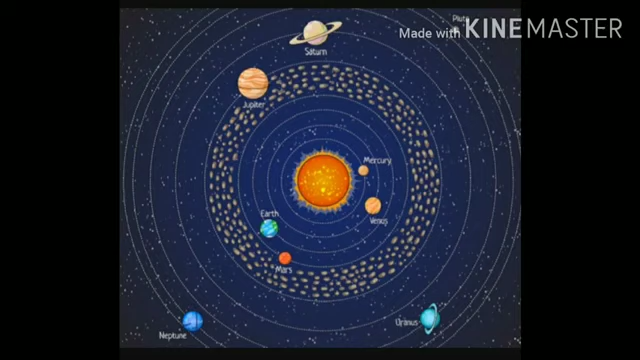 Pluto
Made with KINEMASTER
Saturn
Jupiter
Mercury
Venus
Earth
Mars
Uranus
Neptune